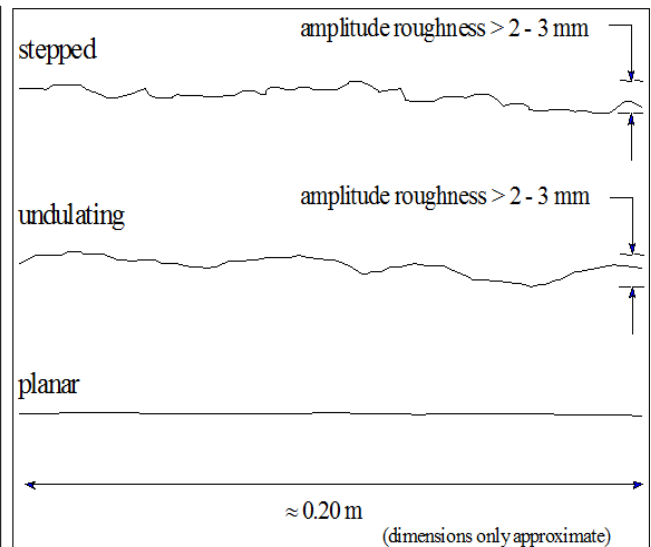 amplitude roughness > 2 - 3 mm
stepped
amplitude roughness > 2 - 3 mm
undulating
planar
≈ 0.20 m
(dimensions only approximate)